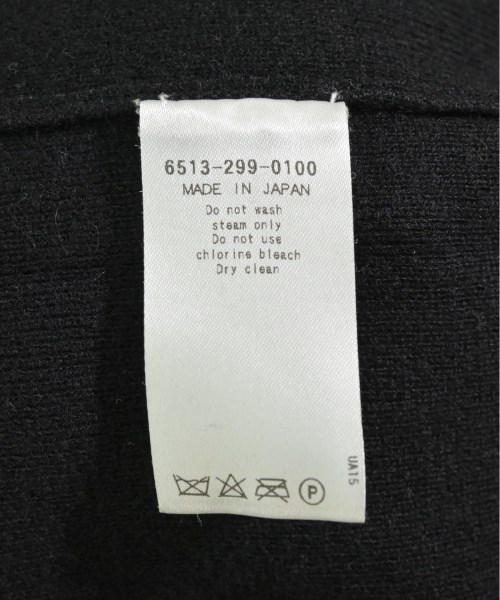 6513-299-0100
MADE IN JAPAN
Do not wash
steam only
Do not use
chlorine bleach
Dry clean
UA15
P